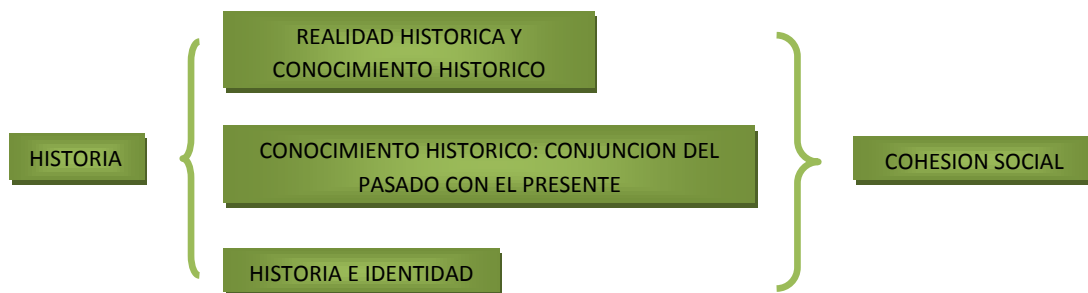 HISTORIA
REALIDAD HISTORICA Y
CONOCIMIENTO HISTORICO
CONOCIMIENTO HISTORICO: CONJUNCION DEL
PASADO CON EL PRESENTE
HISTORIA E IDENTIDAD
COHESION SOCIAL